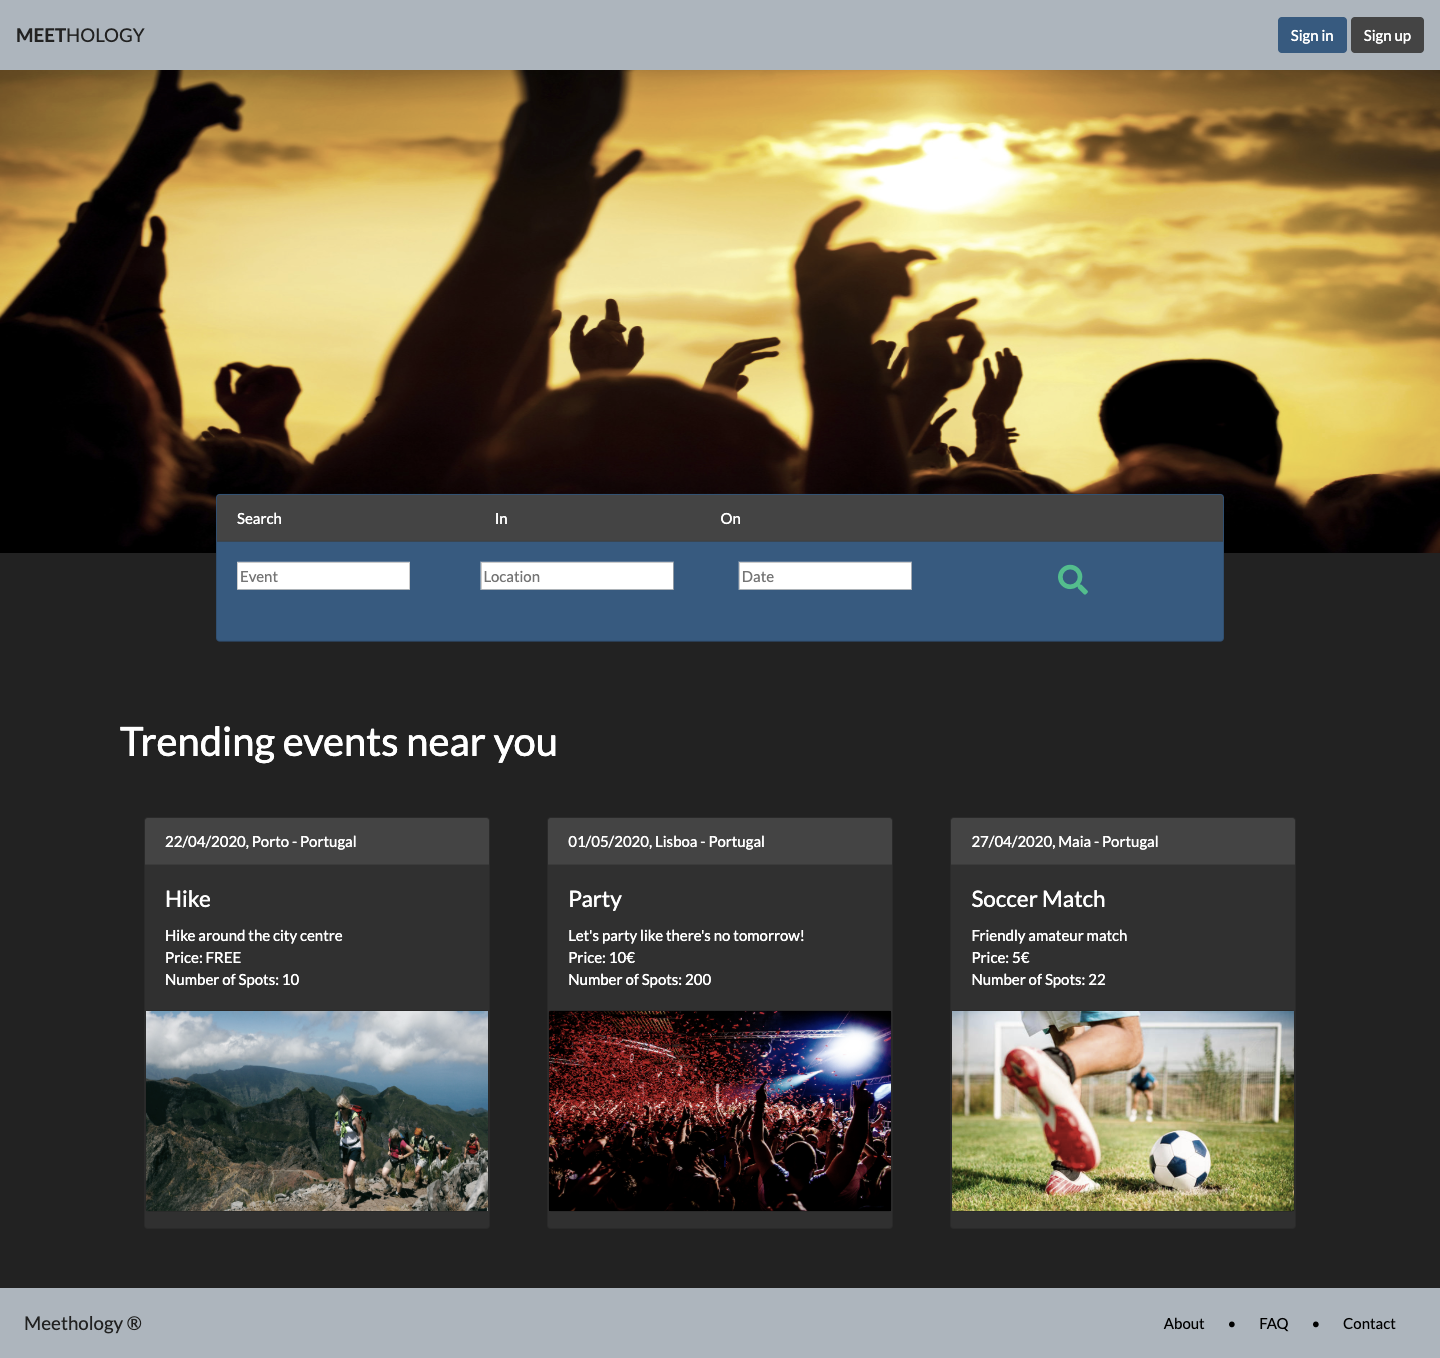 MEETHOLOGY
Sign in
Sign up
Search
In
On
Event
Location
Date
Trending events near you
22/04/2020, Porto - Portugal
Hike
Hike around the city centre
Price: FREE
Number of Spots: 10
01/05/2020, Lisboa - Portugal
Party
Let's party like there's no tomorrow!
Price: 10€
Number of Spots: 200
27/04/2020, Maia - Portugal
Soccer Match
Friendly amateur match
Price: 5€
Number of Spots: 22
Meethology ®
About • FAQ • Contact